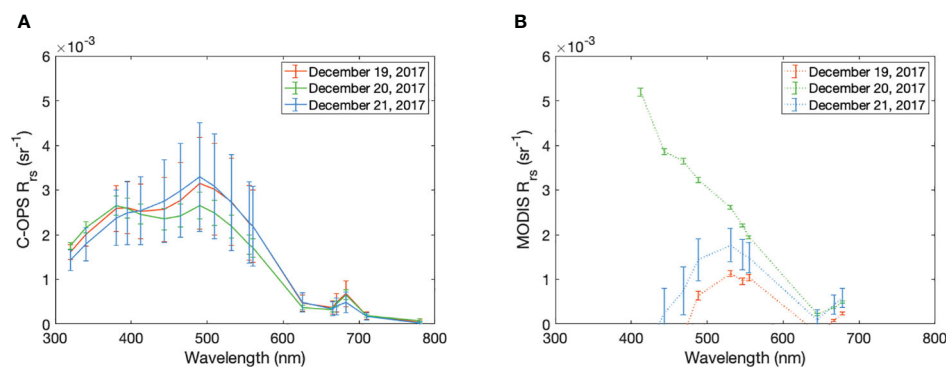 A
×10⁻³
6
5
4
3
2
1
0
300 400 500 600 700 800
C-OPS Rrs (sr⁻¹)
Wavelength (nm)
December 19, 2017
December 20, 2017
December 21, 2017
B
×10⁻³
6
5
4
3
2
1
0
300 400 500 600 700 800
MODIS Rrs (sr⁻¹)
Wavelength (nm)
December 19, 2017
December 20, 2017
December 21, 2017